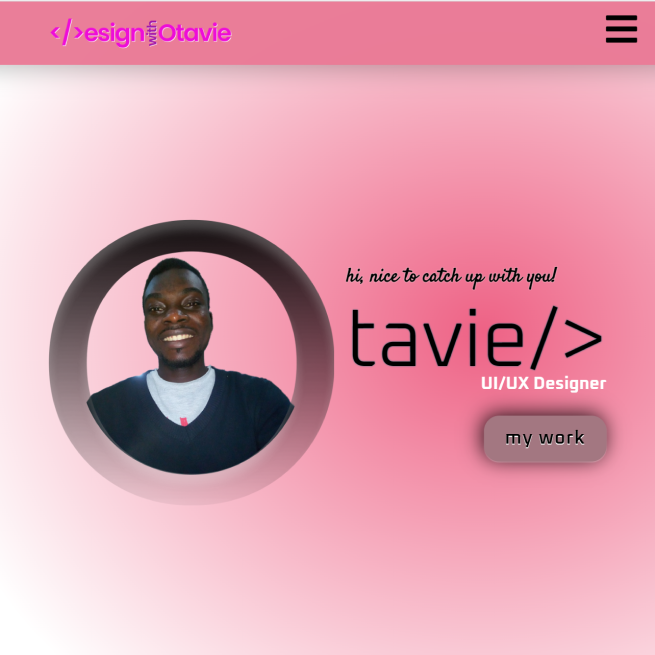 </>esign with Otavie
hi, nice to catch up with you!
tavie/>
UI/UX Designer
my work